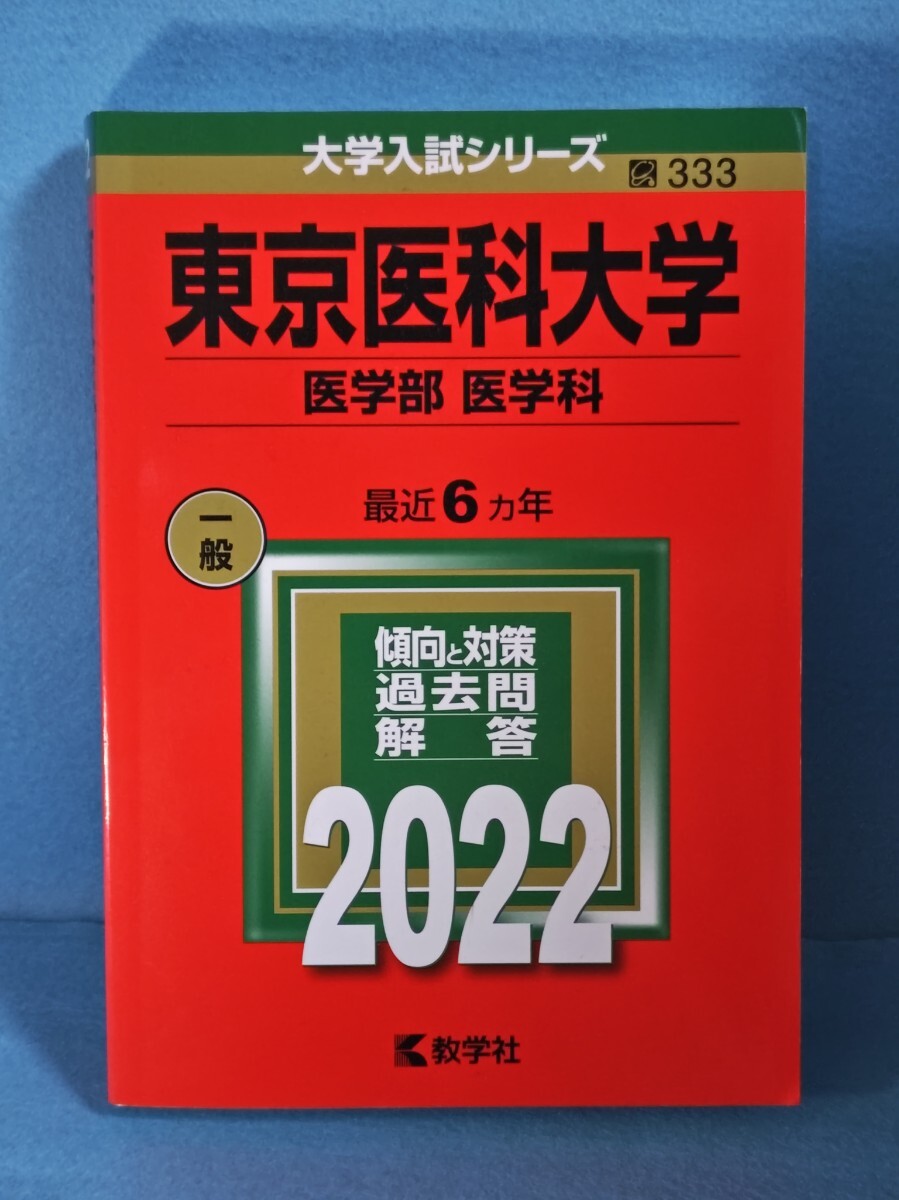 大学入試シリーズ
333
東京医科大学
医学部 医学科
最近6ヵ年
一般
傾向と対策
過去問
解答
2022
教学社